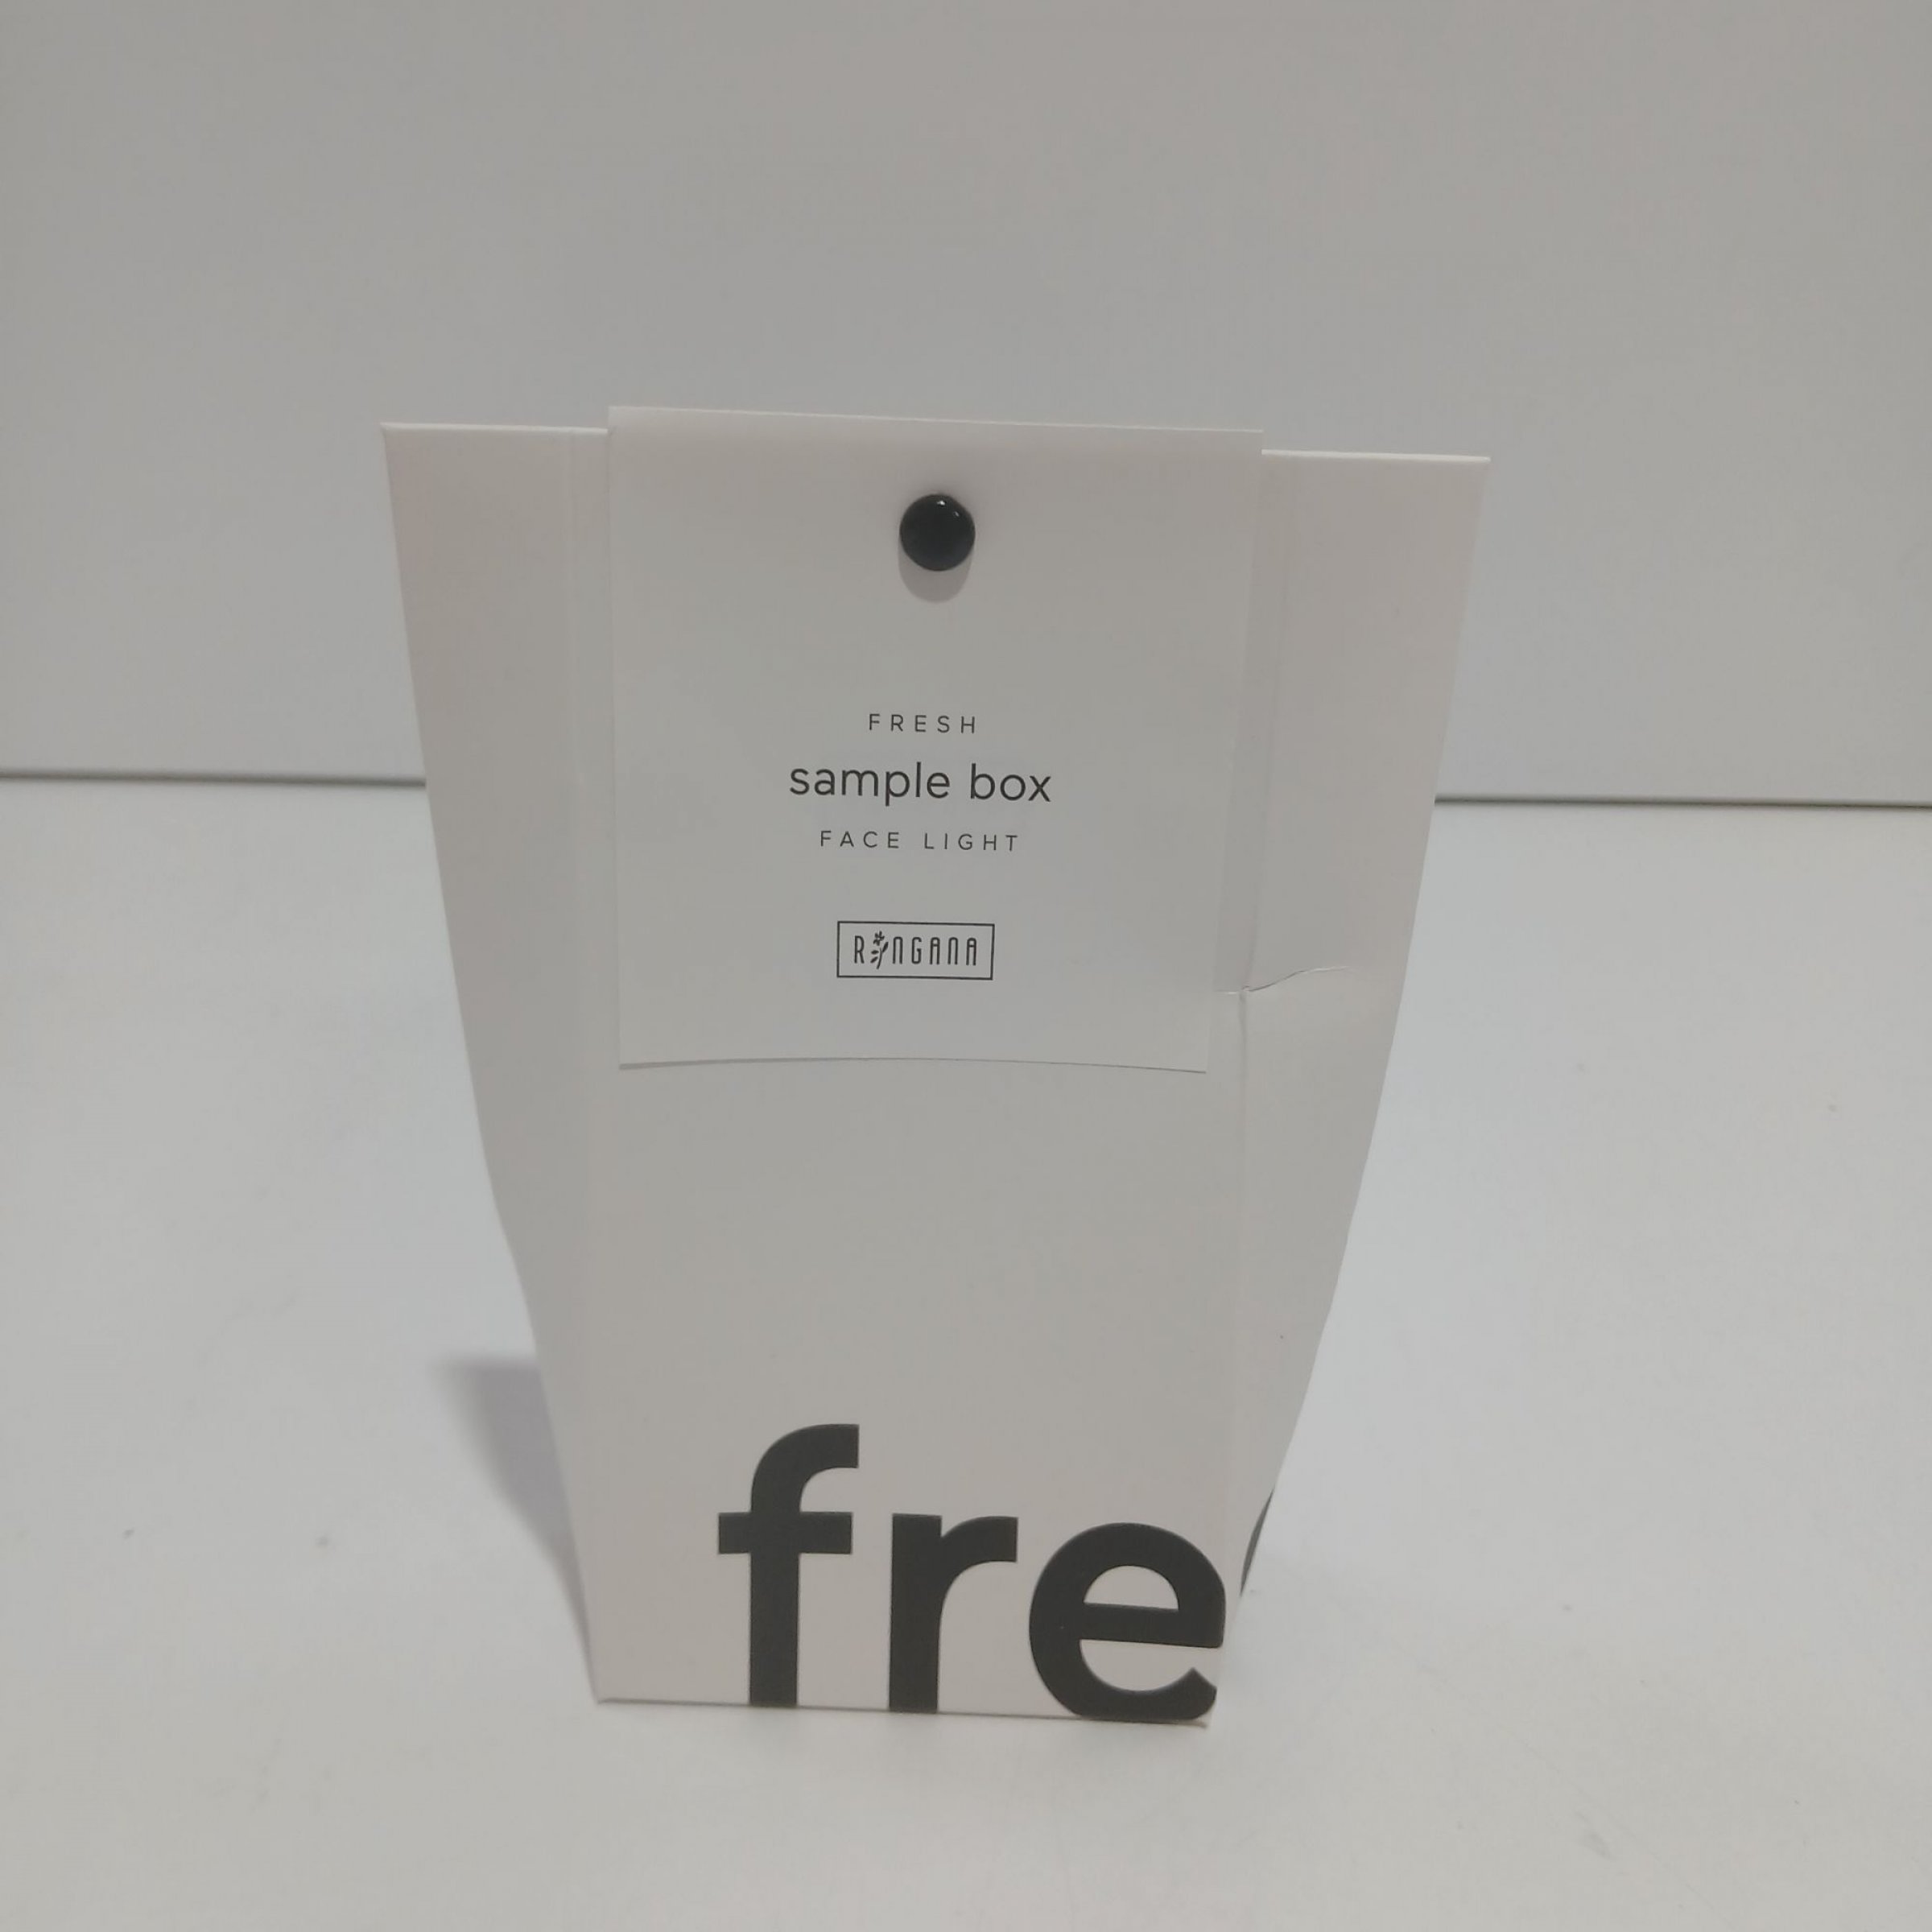 FRESH
sample box
FACE LIGHT
RINGANA
fre